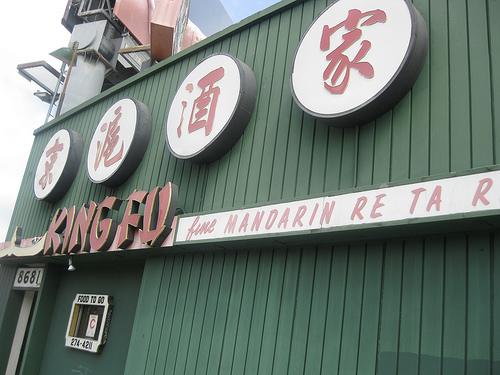 京滬酒家
KING FU
fine MANDARIN RE TA R
8681
FOOD TO GO
C
274-4211